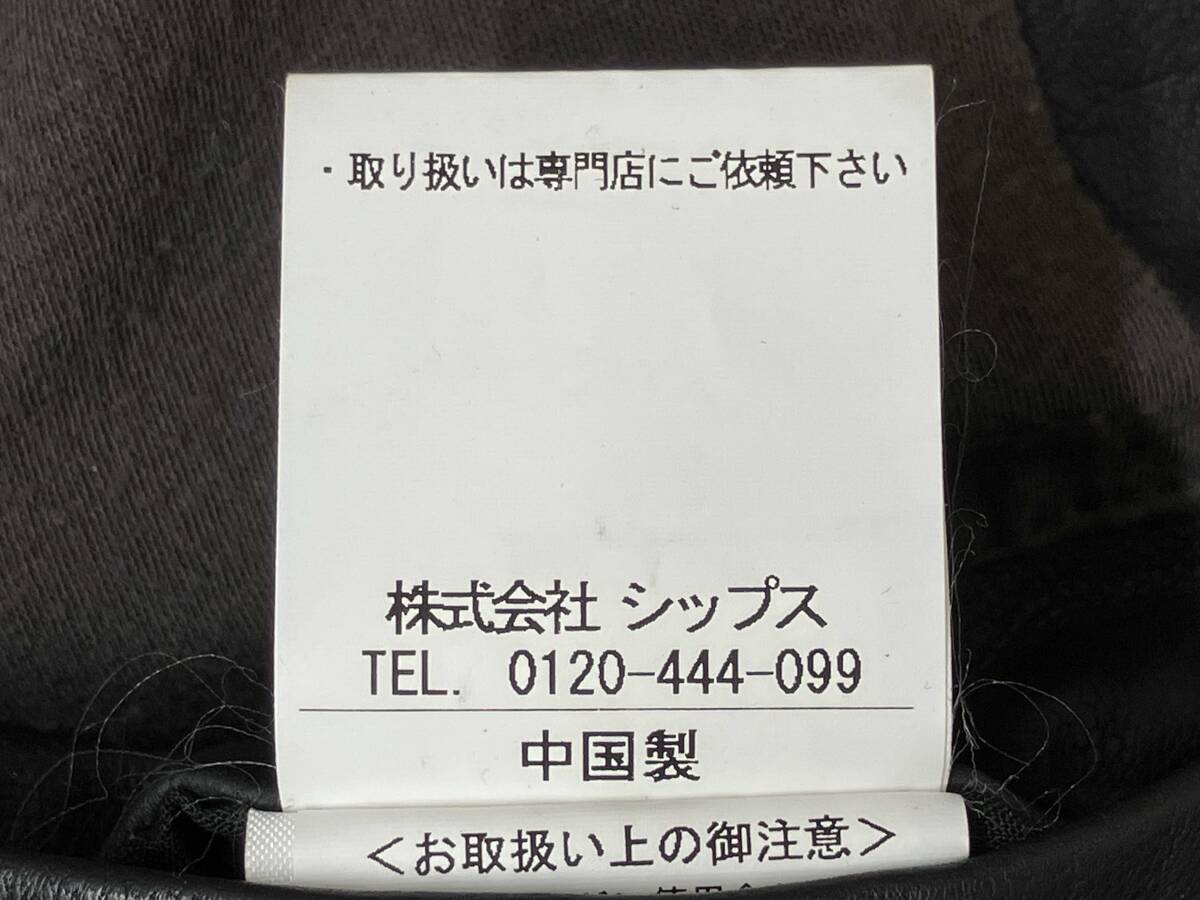 ・取り扱いは専門店にご依頼下さい
株式会社 シップス
TEL. 0120-444-099
中国製
＜お取扱い上の御注意＞